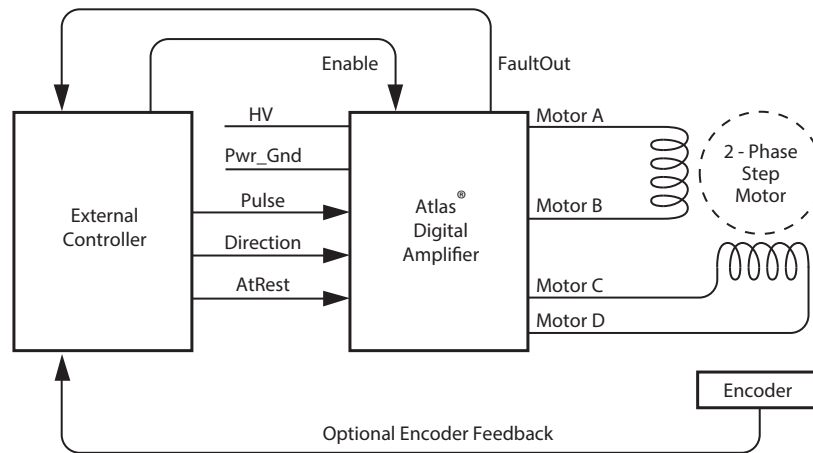 Enable
FaultOut
HV
Pwr_Gnd
Pulse
Direction
AtRest
External
Controller
Atlas®
Digital
Amplifier
Motor A
Motor B
Motor C
Motor D
2 - Phase
Step
Motor
Encoder
Optional Encoder Feedback